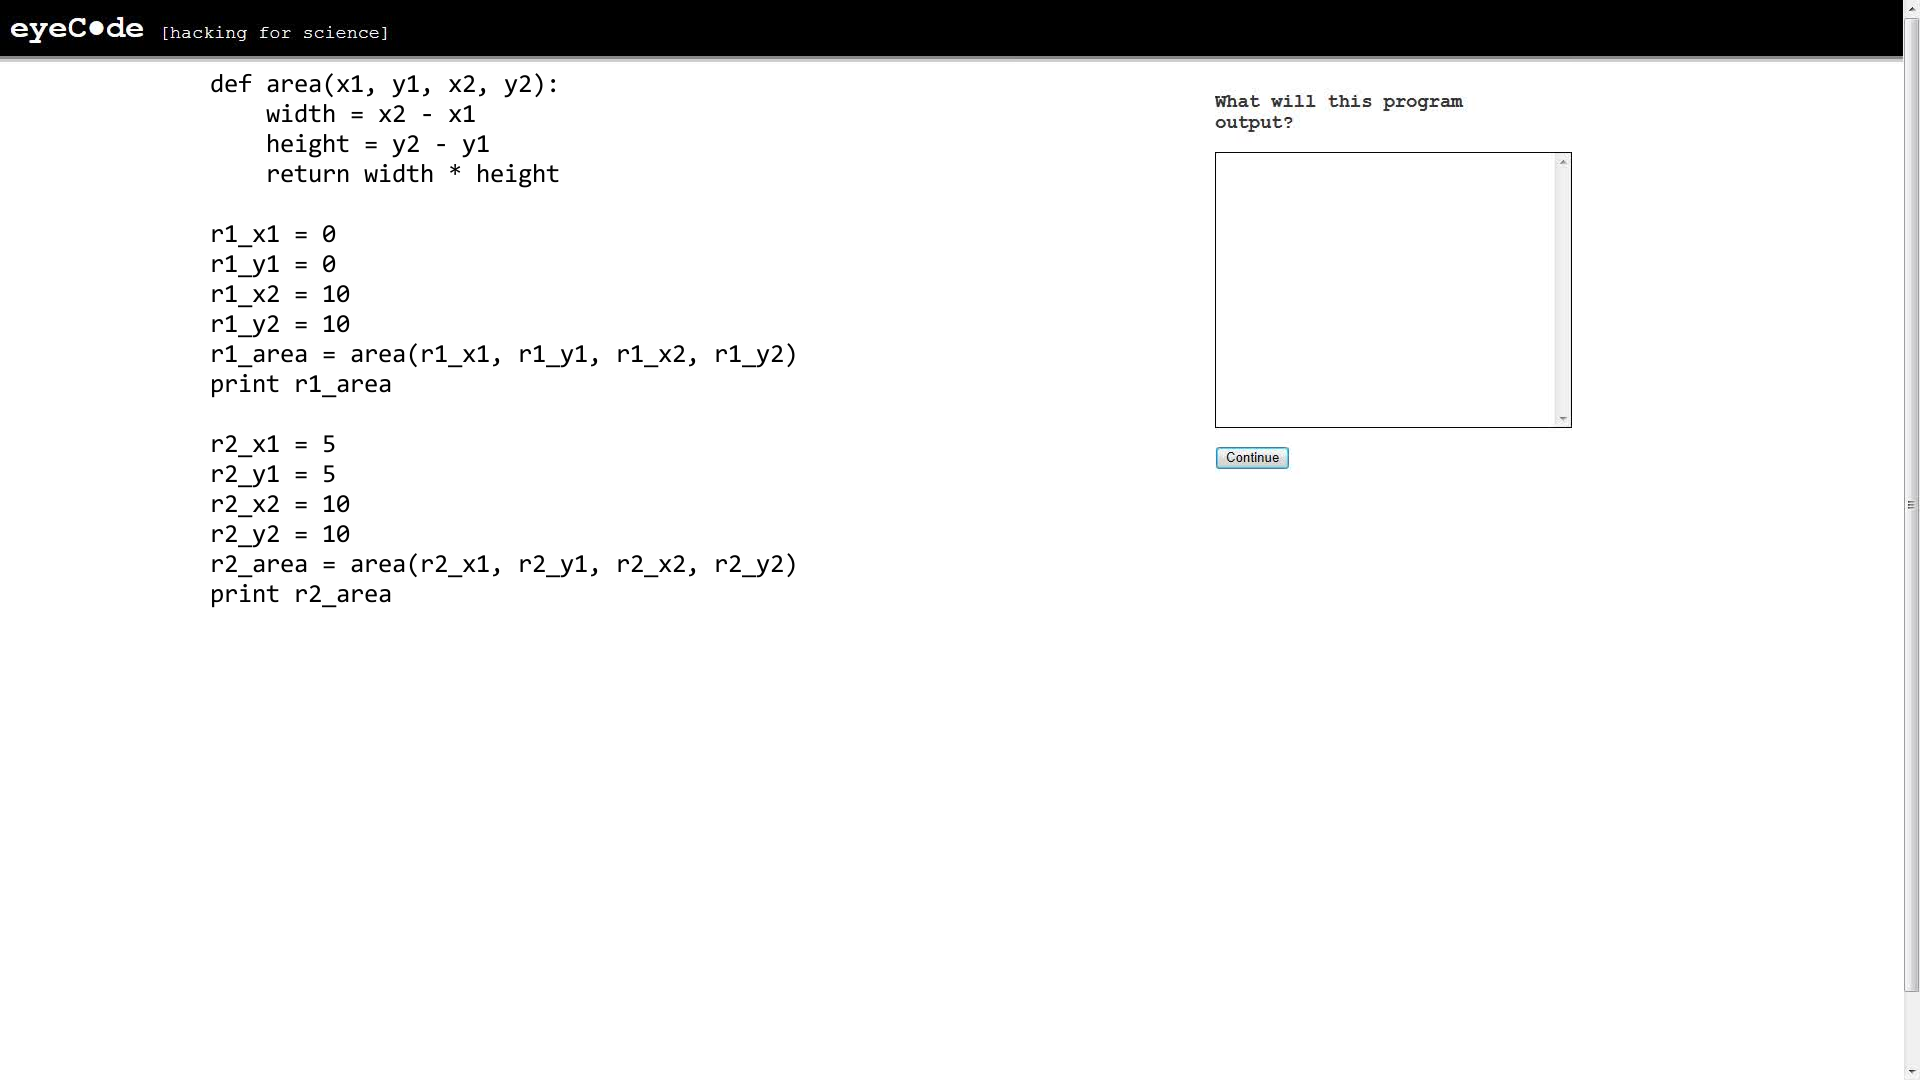 eyeCode [hacking for science]
def area(x1, y1, x2, y2):
    width = x2 - x1
    height = y2 - y1
    return width * height

r1_x1 = 0
r1_y1 = 0
r1_x2 = 10
r1_y2 = 10
r1_area = area(r1_x1, r1_y1, r1_x2, r1_y2)
print r1_area

r2_x1 = 5
r2_y1 = 5
r2_x2 = 10
r2_y2 = 10
r2_area = area(r2_x1, r2_y1, r2_x2, r2_y2)
print r2_area
What will this program
output?
Continue